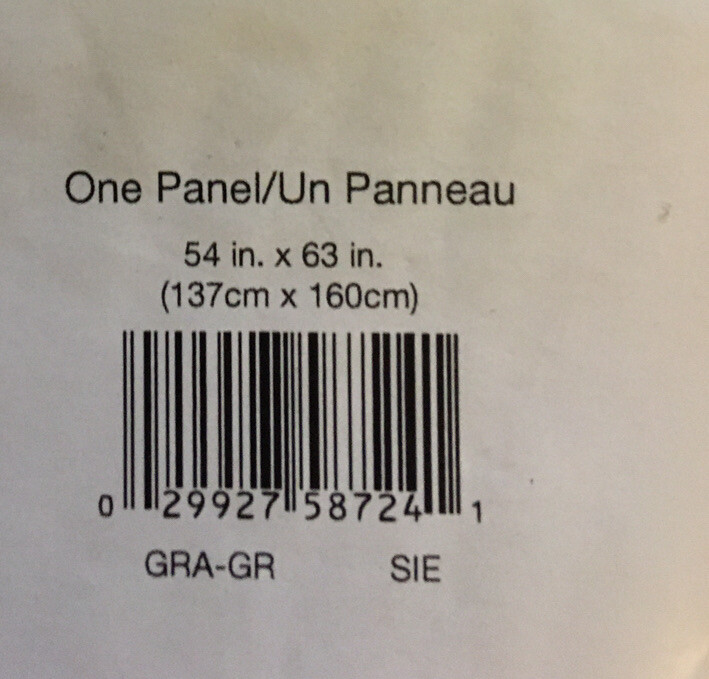 One Panel/Un Panneau
54 in. x 63 in.
(137cm x 160cm)
0 29927 58724 1
GRA-GR SIE